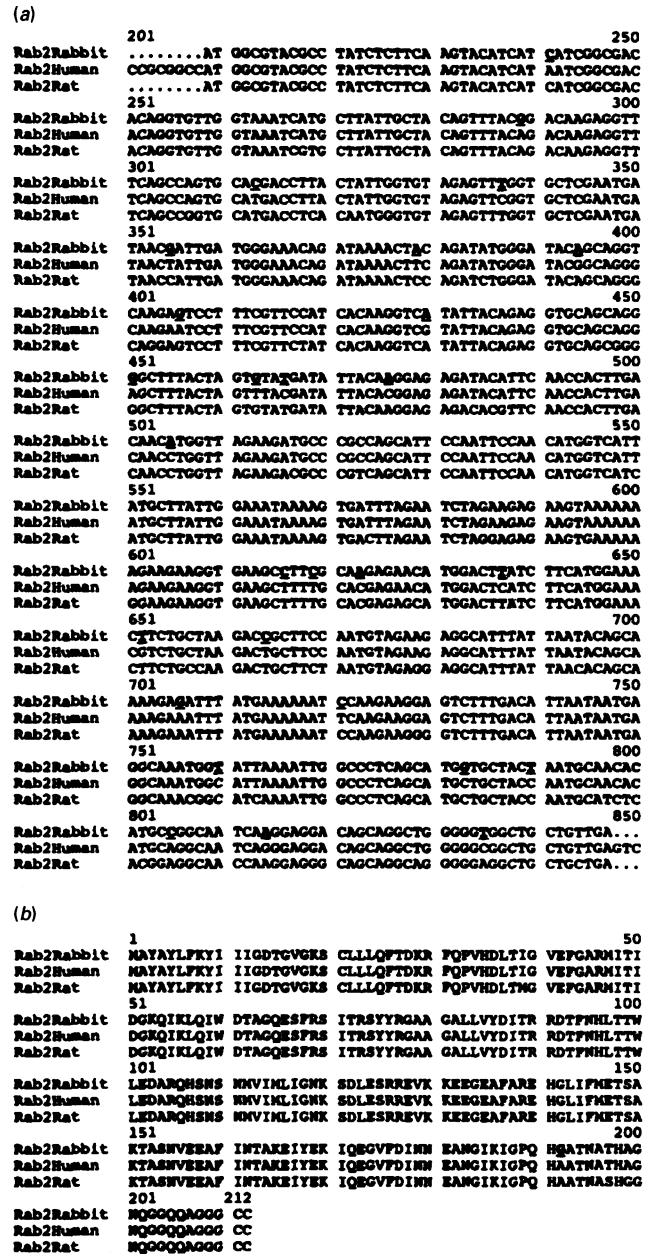 (a)
201 250
Rab2Rabbit ........AT GGCGTACGCC TATCTCTTCA AGTACATCAT CATCGGCGAC
Rab2Human CCGCGGCCAT GGCGTACGCC TATCTCTTCA AGTACATCAT AATCGGCGAC
Rab2Rat ........AT GGCGTACGCC TATCTCTTCA AGTACATCAT CATCGGCGAC
251 300
Rab2Rabbit ACAGGTGTTG GTAAATCATG CTTATTGCTA CAGTTTACGG ACAAGAGGTT
Rab2Human ACAGGTGTTG GTAAATCATG CTTATTGCTA CAGTTTACAG ACAAGAGGTT
Rab2Rat ACAGGTGTTG GTAAATCGTG CTTATTGCTA CAGTTTACAG ACAAGAGGTT
301 350
Rab2Rabbit TCAGCCAGTG CACGACCTTA CTATTGGTGT AGAGTTTGGT GCTCGAATGA
Rab2Human TCAGCCAGTG CATGACCTTA CTATTGGTGT AGAGTTCGGT GCTCGAATGA
Rab2Rat TCAGCCGGTG CATGACCTCA CAATGGGTGT AGAGTTTGGT GCTCGAATGA
351 400
Rab2Rabbit TAACGATTGA TGGGAAACAG ATAAAACTAC AGATATGGGA TACAGCAGGT
Rab2Human TAACTATTGA TGGGAAACAG ATAAAACTTC AGATATGGGA TACGGCAGGG
Rab2Rat TAACCATTGA TGGGAAACAG ATAAAACTCC AGATCTGGGA TACAGCAGGG
401 450
Rab2Rabbit CAAGAGTCCT TTCGTTCCAT CACAAGGTCA TATTACAGAG GTGCAGCAGG
Rab2Human CAAGAATCCT TTCGTTCCAT CACAAGGTCG TATTACAGAG GTGCAGCAGG
Rab2Rat CAGGAGTCCT TTCGTTCTAT CACAAGGTCA TATTACAGAG GTGCAGCGGG
451 500
Rab2Rabbit GGCTTTACTA GTGTATGATA TTACAAGGAG AGATACATTC AACCACTTGA
Rab2Human AGCTTTACTA GTTTACGATA TTACACGGAG AGATACATTC AACCACTTGA
Rab2Rat GGCTTTACTA GTGTATGATA TTACAAGGAG AGACACGTTC AACCACTTGA
501 550
Rab2Rabbit CAACATGGTT AGAAGATGCC CGCCAGCATT CCAATTCCAA CATGGTCATT
Rab2Human CAACCTGGTT AGAAGATGCC CGCCAGCATT CCAATTCCAA CATGGTCATT
Rab2Rat CAACCTGGTT AGAAGACGCC CGTCAGCATT CCAATTCCAA CATGGTCATC
551 600
Rab2Rabbit ATGCTTATTG GAAATAAAAG TGATTTAGAA TCTAGAAGAG AAGTAAAAAA
Rab2Human ATGCTTATTG GAAATAAAAG TGATTTAGAA TCTAGAAGAG AAGTAAAAAA
Rab2Rat ATGCTTATTG GAAATAAAAG TGACTTAGAA TCTAGGAGAG AAGTGAAAAA
601 650
Rab2Rabbit AGAAGAAGGT GAAGCCTTCG CAAGAGAACA TGGACTTATC TTCATGGAAA
Rab2Human AGAAGAAGGT GAAGCTTTTG CACGAGAACA TGGACTCATC TTCATGGAAA
Rab2Rat GGAAGAAGGT GAAGCTTTTG CACGAGAGCA TGGACTTATC TTCATGGAAA
651 700
Rab2Rabbit CTTCTGCTAA GACCGCTTCC AATGTAGAAG AGGCATTTAT TAATACAGCA
Rab2Human CGTCTGCTAA GACTGCTTCC AATGTAGAAG AGGCATTTAT TAATACAGCA
Rab2Rat CTTCTGCCAA GACTGCTTCT AATGTAGAGG AGGCATTTAT TAACACAGCA
701 750
Rab2Rabbit AAAGAGATTT ATGAAAAAAT CCAAGAAGGA GTCTTTGACA TTAATAATGA
Rab2Human AAAGAAATTT ATGAAAAAAT TCAAGAAGGA GTCTTTGACA TTAATAATGA
Rab2Rat AAAGAAATTT ATGAAAAAAT CCAAGAAGGG GTCTTTGACA TTAATAATGA
751 800
Rab2Rabbit GGCAAATGGT ATTAAAATTG GCCCTCAGCA TGGTGCTACT AATGCAACAC
Rab2Human GGCAAATGGC ATTAAAATTG GCCCTCAGCA TGCTGCTACC AATGCAACAC
Rab2Rat GGCAAACGGC ATCAAAATTG GCCCTCAGCA TGCTGCTACC AATGCATCTC
801 850
Rab2Rabbit ATGCCGGCAA TCAAGGAGGA CAGCAGGCTG GGGGTGGCTG CTGTTGA...
Rab2Human ATGCAGGCAA TCAGGGAGGA CAGCAGGCTG GGGGCGGCTG CTGTTGAGTC
Rab2Rat ACGGAGGCAA CCAAGGAGGG CAGCAGGCAG GGGGAGGCTG CTGCTGA...
(b)
1 50
Rab2Rabbit MAYAYLFKYI IIGDTGVGKS CLLLQFTDKR FQPVHDLTIG VEFGARMITI
Rab2Human MAYAYLFKYI IIGDTGVGKS CLLLQFTDKR FQPVHDLTIG VEFGARMITI
Rab2Rat MAYAYLFKYI IIGDTGVGKS CLLLQFTDKR FQPVHDLTMG VEFGARMITI
51 100
Rab2Rabbit DGKQIKLQIW DTAGQESFRS ITRSYYRGAA GALLVYDITR RDTFNHLTTW
Rab2Human DGKQIKLQIW DTAGQESFRS ITRSYYRGAA GALLVYDITR RDTFNHLTTW
Rab2Rat DGKQIKLQIW DTAGQESFRS ITRSYYRGAA GALLVYDITR RDTFNHLTTW
101 150
Rab2Rabbit LEDARQHSNS NMVIMLIGNK SDLESRREVK KEEGEAFARE HGLIFMETSA
Rab2Human LEDARQHSNS NMVIMLIGNK SDLESRREVK KEEGEAFARE HGLIFMETSA
Rab2Rat LEDARQHSNS NMVIMLIGNK SDLESRREVK KEEGEAFARE HGLIFMETSA
151 200
Rab2Rabbit KTASNVEEAF INTAKEIYEK IQEGVFDINN EANGIKIGPQ HGATNATHAG
Rab2Human KTASNVEEAF INTAKEIYEK IQEGVFDINN EANGIKIGPQ HAATNATHAG
Rab2Rat KTASNVEEAF INTAKEIYEK IQEGVFDINN EANGIKIGPQ HAATNASHGG
201 212
Rab2Rabbit NQGGQQAGGG CC
Rab2Human NQGGQQAGGG CC
Rab2Rat NQGGQQAGGG CC